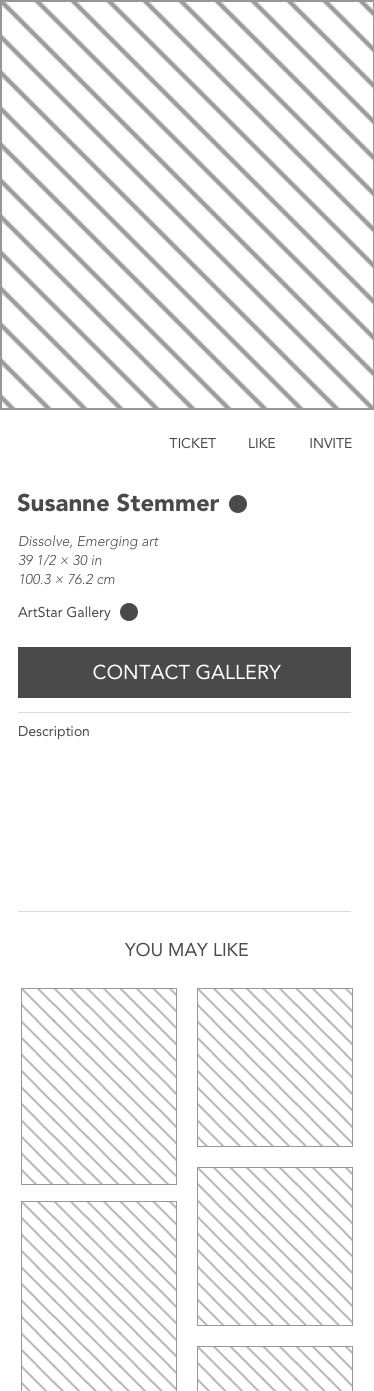 TICKET LIKE INVITE
Susanne Stemmer
Dissolve, Emerging art
39 1/2 × 30 in
100.3 × 76.2 cm
ArtStar Gallery
CONTACT GALLERY
Description
YOU MAY LIKE